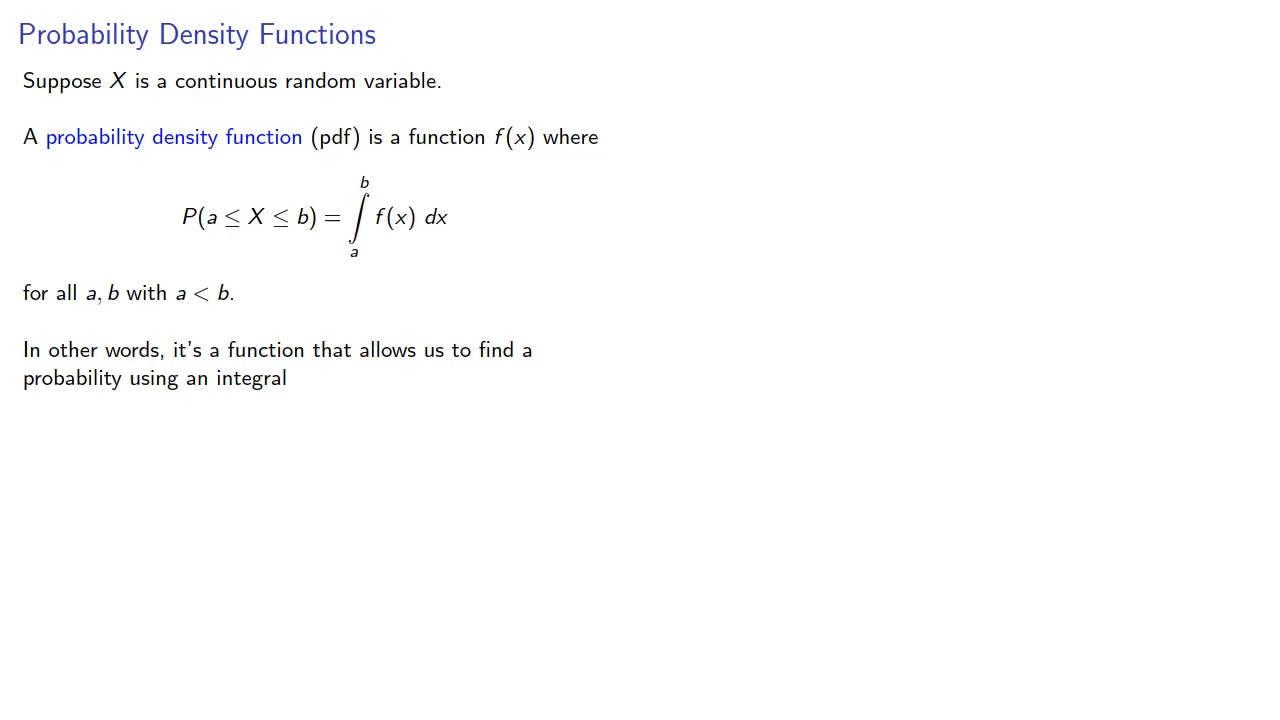 Probability Density Functions
Suppose X is a continuous random variable.
A probability density function (pdf) is a function f(x) where
P(a ≤ X ≤ b) = ∫_a^b f(x) dx
for all a, b with a < b.
In other words, it's a function that allows us to find a
probability using an integral